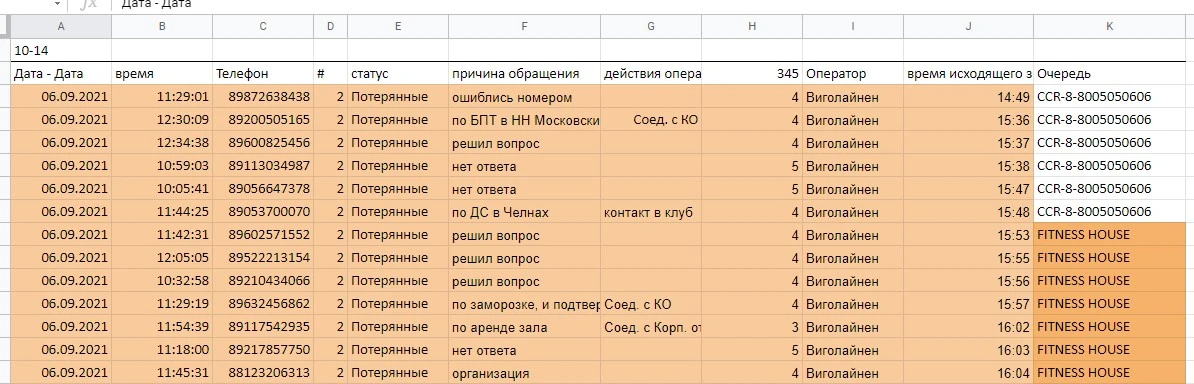 Дата - Дата
A B C D E F G H I J K
10-14
Дата - Дата время Телефон # статус причина обращения действия опера 345 Оператор время исходящего з Очередь
06.09.2021 11:29:01 89872638438 2 Потерянные ошиблись номером 4 Виголайнен 14:49 CCR-8-8005050606
06.09.2021 12:30:09 89200505165 2 Потерянные по БПТ в НН Московски Соед. с КО 4 Виголайнен 15:36 CCR-8-8005050606
06.09.2021 12:34:38 89600825456 2 Потерянные решил вопрос 4 Виголайнен 15:37 CCR-8-8005050606
06.09.2021 10:59:03 89113034987 2 Потерянные нет ответа 5 Виголайнен 15:38 CCR-8-8005050606
06.09.2021 10:05:41 89056647378 2 Потерянные нет ответа 5 Виголайнен 15:47 CCR-8-8005050606
06.09.2021 11:44:25 89053700070 2 Потерянные по ДС в Челнах контакт в клуб 4 Виголайнен 15:48 CCR-8-8005050606
06.09.2021 11:42:31 89602571552 2 Потерянные решил вопрос 4 Виголайнен 15:53 FITNESS HOUSE
06.09.2021 12:05:05 89522213154 2 Потерянные решил вопрос 4 Виголайнен 15:55 FITNESS HOUSE
06.09.2021 10:32:58 89210434066 2 Потерянные решил вопрос 4 Виголайнен 15:56 FITNESS HOUSE
06.09.2021 11:29:19 89632456862 2 Потерянные по заморозке, и подтвер Соед. с КО 4 Виголайнен 15:57 FITNESS HOUSE
06.09.2021 11:54:39 89117542935 2 Потерянные по аренде зала Соед. с Корп. от 3 Виголайнен 16:02 FITNESS HOUSE
06.09.2021 11:18:00 89217857750 2 Потерянные нет ответа 5 Виголайнен 16:03 FITNESS HOUSE
06.09.2021 11:45:31 88123206313 2 Потерянные организация 4 Виголайнен 16:04 FITNESS HOUSE